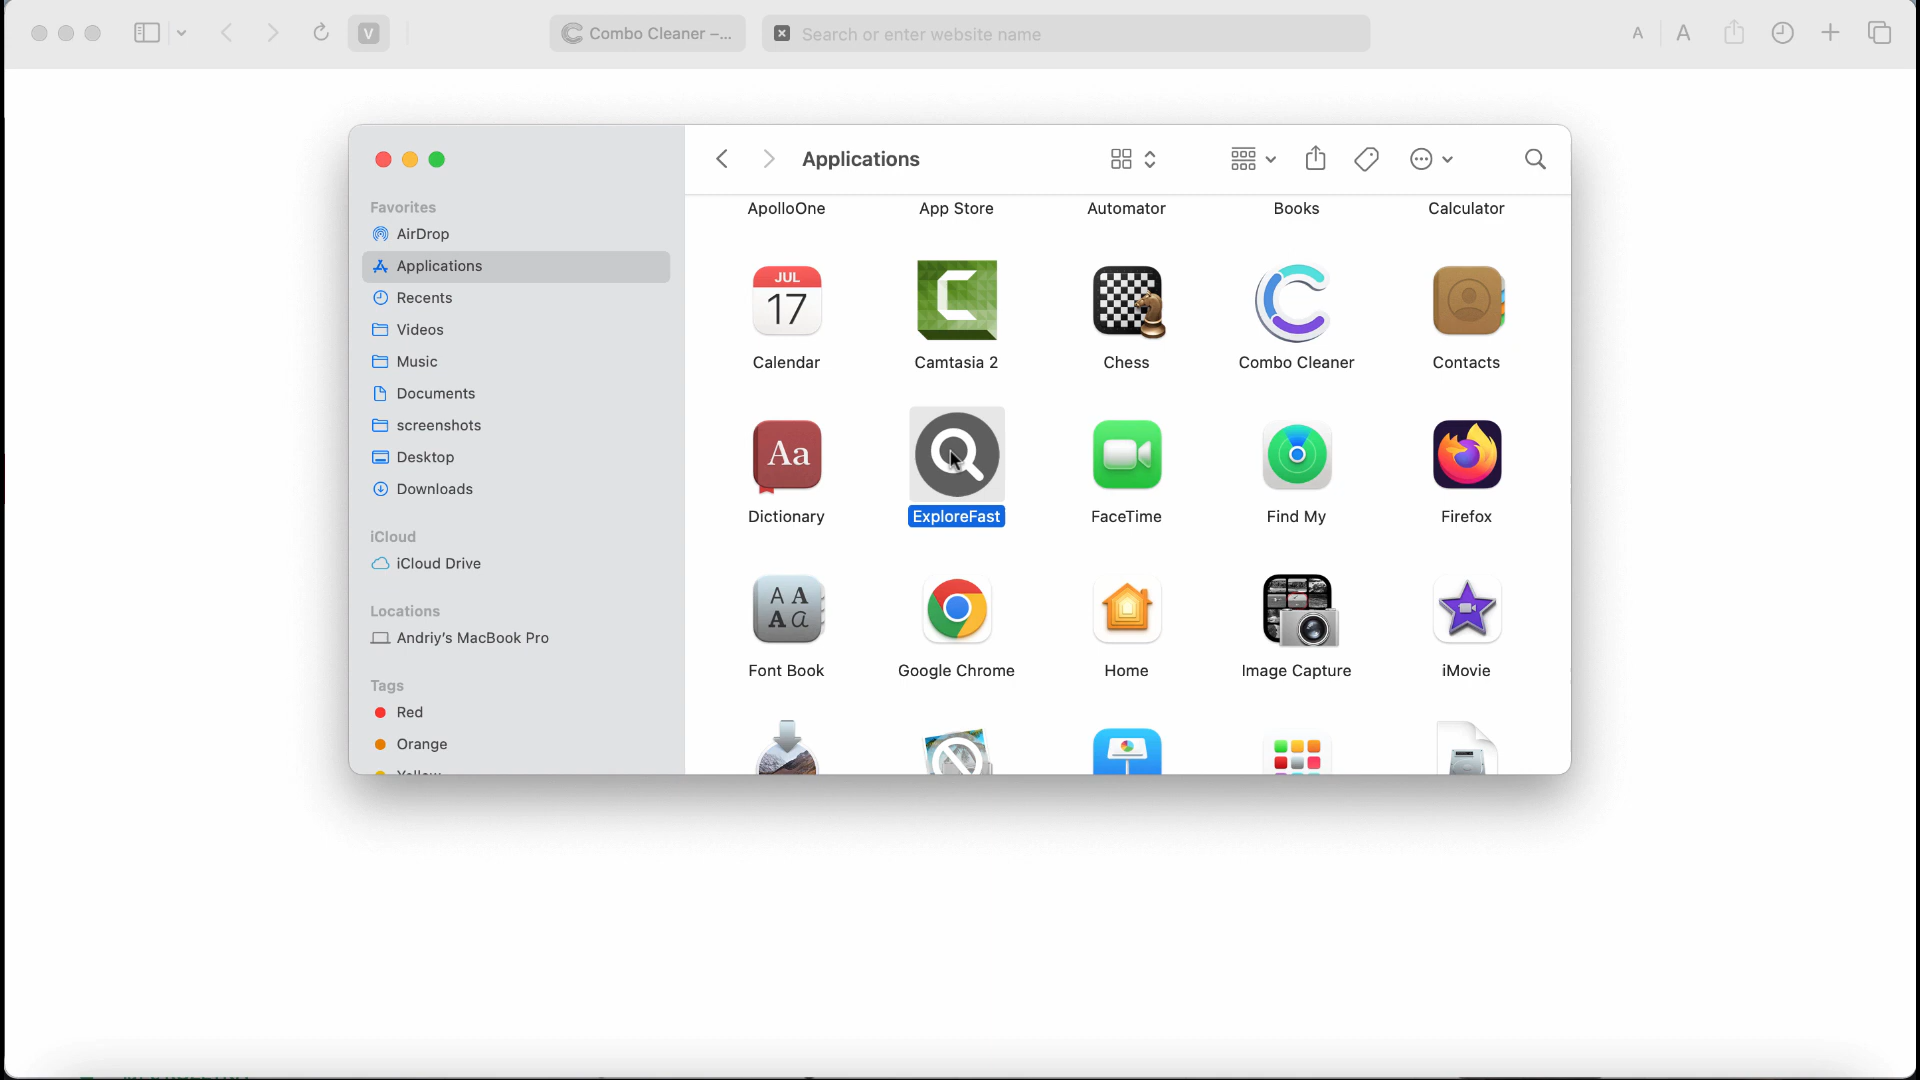 V
Combo Cleaner –...
Search or enter website name
A
A
Applications
Favorites
AirDrop
Applications
Recents
Videos
Music
Documents
screenshots
Desktop
Downloads
iCloud
iCloud Drive
Locations
Andriy's MacBook Pro
Tags
Red
Orange
Yellow
ApolloOne
App Store
Automator
Books
Calculator
JUL
17
Calendar
Camtasia 2
Chess
Combo Cleaner
Contacts
Aa
Dictionary
ExploreFast
FaceTime
Find My
Firefox
A A
A a
Font Book
Google Chrome
Home
Image Capture
iMovie